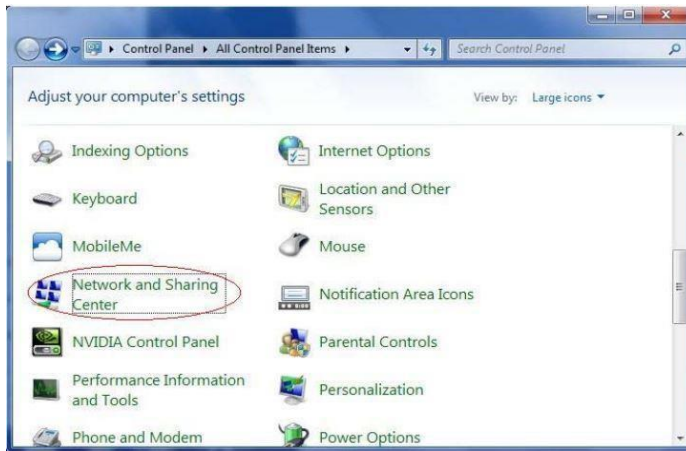 Control Panel All Control Panel Items Search Control Panel
Adjust your computer's settings View by: Large icons
Indexing Options Internet Options
Keyboard Location and Other
Sensors
MobileMe Mouse
Network and Sharing
Center Notification Area Icons
NVIDIA Control Panel Parental Controls
Performance Information
and Tools Personalization
Phone and Modem Power Options